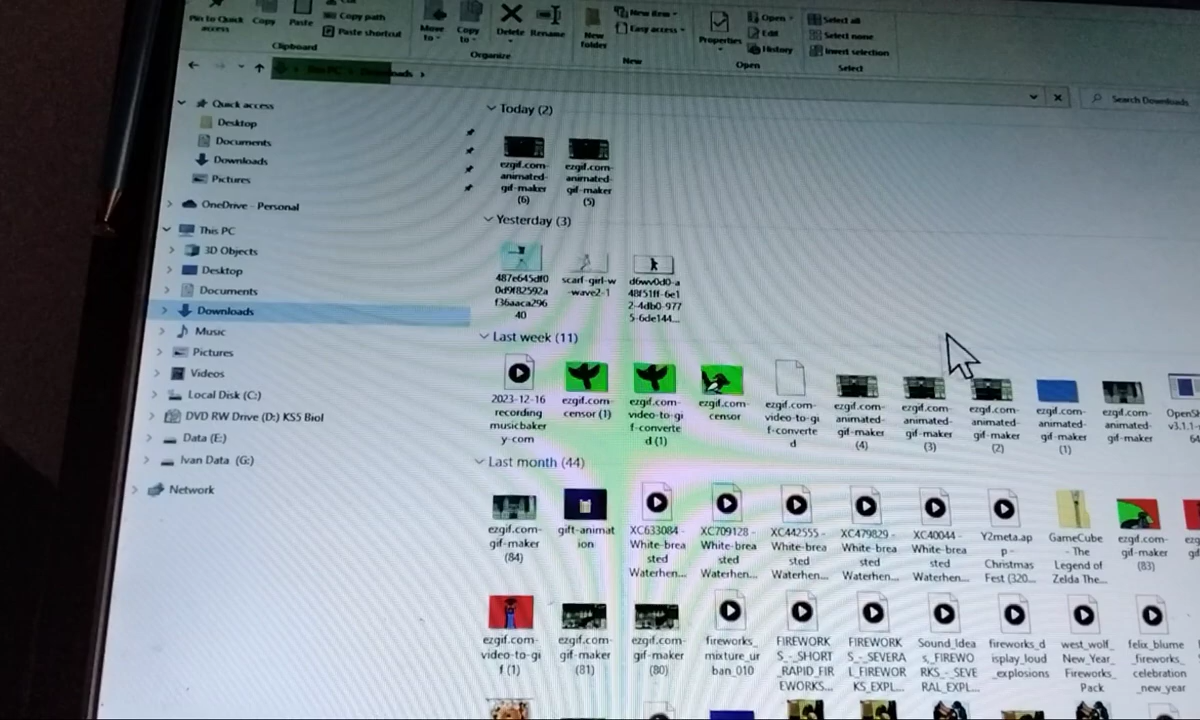 Pin to Quick access
Copy
Paste
Copy path
Paste shortcut
Clipboard
Move to
Copy to
Delete
Rename
Organize
New folder
New item
Easy access
New
Properties
Open
Edit
History
Open
Select all
Select none
Invert selection
Select
This PC
Downloads
Search Downloads
Quick access
Desktop
Documents
Downloads
Pictures
OneDrive - Personal
This PC
3D Objects
Desktop
Documents
Downloads
Music
Pictures
Videos
Local Disk (C:)
DVD RW Drive (D:) KS5 Biol
Data (E:)
Ivan Data (G:)
Network
Today (2)
ezgif.com-animated-gif-maker (6)
ezgif.com-animated-gif-maker (5)
Yesterday (3)
487e645df00d9f82592af36aaca29640
scarf-girl-w-wave2-1
Last week (11)
2023-12-16 recording musicbakery-com
ezgif.com-censor (1)
ezgif.com-video-to-gif-converted (1)
ezgif.com-censor
ezgif.com-video-to-gif-converted
ezgif.com-animated-gif-maker (4)
ezgif.com-animated-gif-maker (3)
ezgif.com-animated-gif-maker (2)
ezgif.com-animated-gif-maker (1)
ezgif.com-animated-gif-maker
Last month (44)
ezgif.com-gif-maker (84)
gift-animation
XC633084 - White-breasted Waterhen...
XC709128 - White-breasted Waterhen...
XC442555 - White-breasted Waterhen...
XC479829 - White-breasted Waterhen...
XC40044 - White-breasted Waterhen...
Y2meta.app - Christmas Fest (320...
GameCube - The Legend of Zelda The...
ezgif.com-gif-maker (83)
ezgif.com-video-to-gif (1)
ezgif.com-gif-maker (81)
ezgif.com-gif-maker (80)
fireworks_mixture_urban_010
FIREWORKS_-_SHORT_RAPID_FIREWORKS...
FIREWORKS_-_SEVERAL_FIREWORKS_EXPL...
Sound_Ideas_FIREWORKS_-_SEVERAL_EXPL...
fireworks_display_loud_explosions
west_wolf_New_Year_Fireworks_Pack
felix_blume_fireworks_celebration_new_year